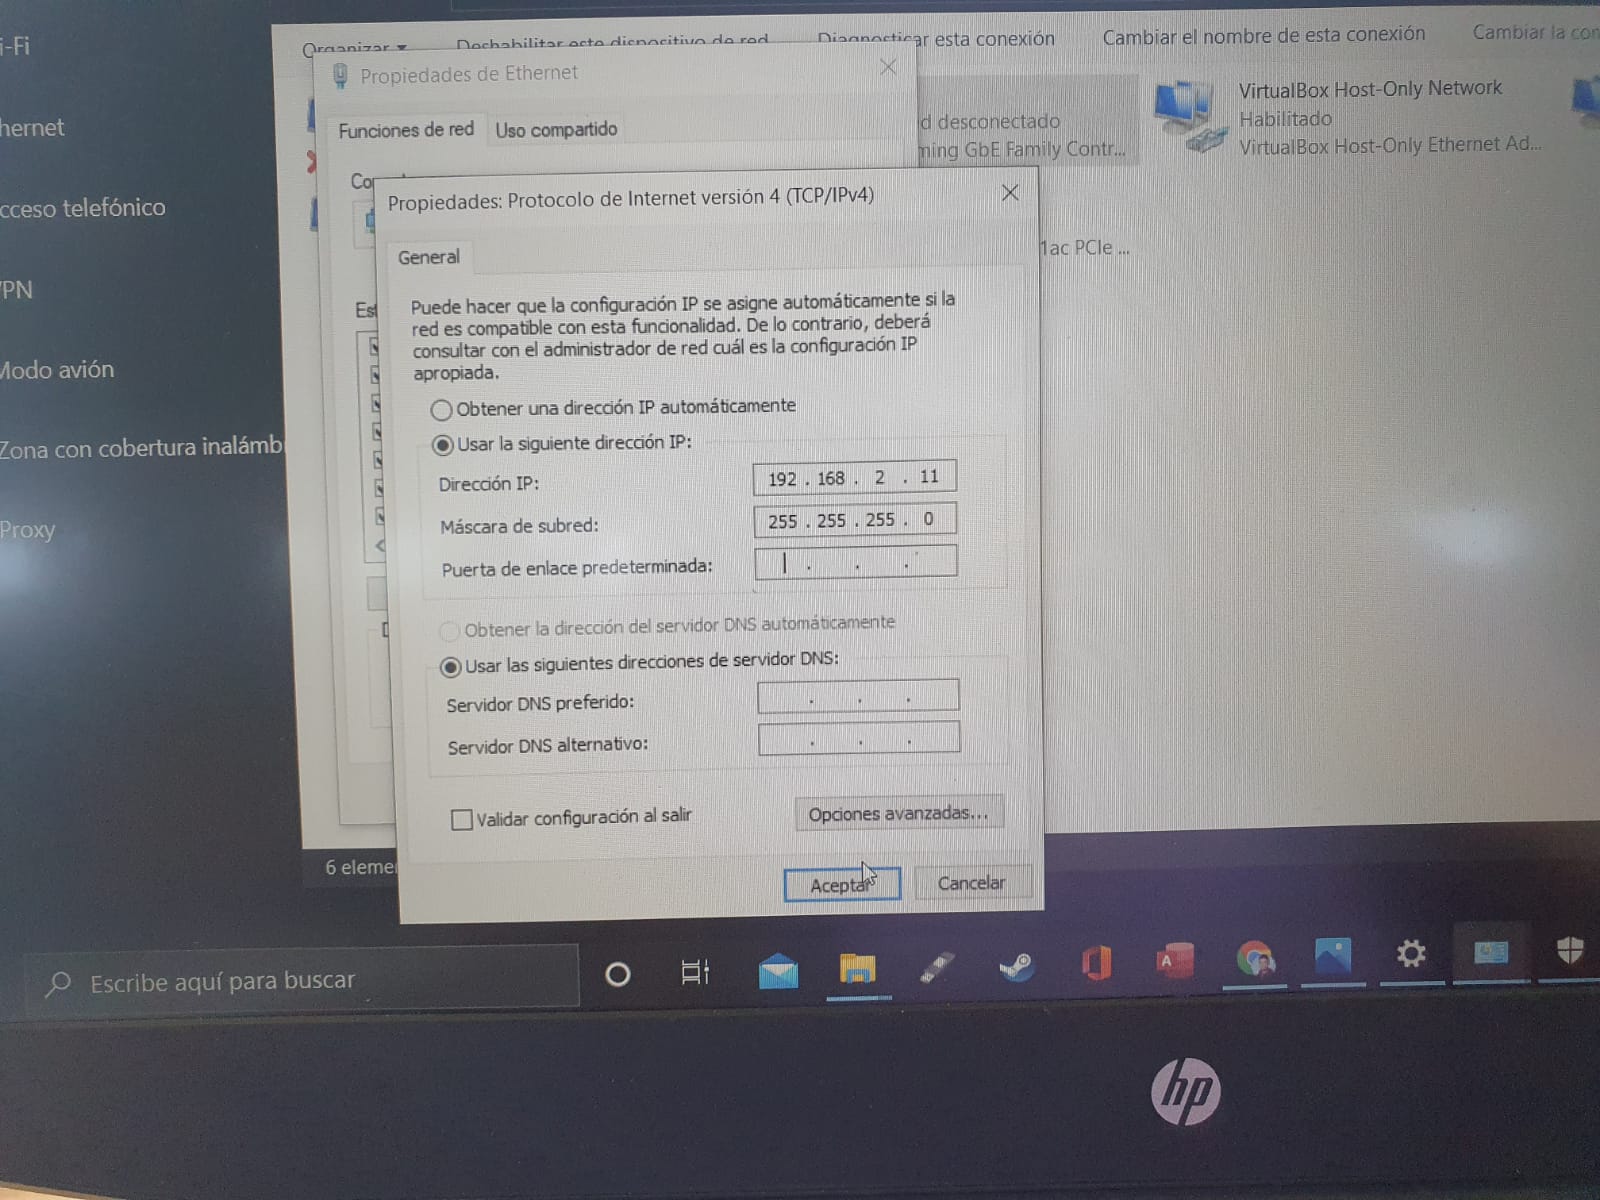 i-Fi
hernet
cceso telefónico
PN
Modo avión
Zona con cobertura inalámb
Proxy
Organizar
Deshabilitar este dispositivo de red
Diagnosticar esta conexión
Cambiar el nombre de esta conexión
Cambiar la con
Propiedades de Ethernet
Funciones de red
Uso compartido
d desconectado
ming GbE Family Contr...
VirtualBox Host-Only Network
Habilitado
VirtualBox Host-Only Ethernet Ad...
1ac PCIe ...
Co
Est
Propiedades: Protocolo de Internet versión 4 (TCP/IPv4)
General
Puede hacer que la configuración IP se asigne automáticamente si la
red es compatible con esta funcionalidad. De lo contrario, deberá
consultar con el administrador de red cuál es la configuración IP
apropiada.
Obtener una dirección IP automáticamente
Usar la siguiente dirección IP:
Dirección IP: 192 . 168 . 2 . 11
Máscara de subred: 255 . 255 . 255 . 0
Puerta de enlace predeterminada: . . .
Obtener la dirección del servidor DNS automáticamente
Usar las siguientes direcciones de servidor DNS:
Servidor DNS preferido: . . .
Servidor DNS alternativo: . . .
Validar configuración al salir
Opciones avanzadas...
Aceptar
Cancelar
6 eleme
Escribe aquí para buscar
A
hp